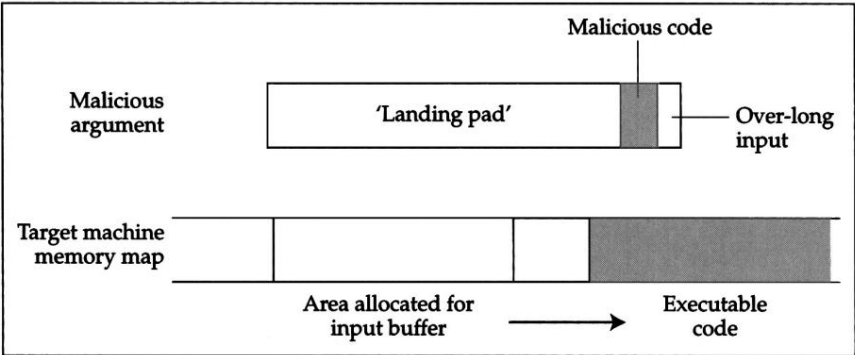 Malicious code
Malicious
argument
‘Landing pad’
Over-long
input
Target machine
memory map
Area allocated for
input buffer
Executable
code